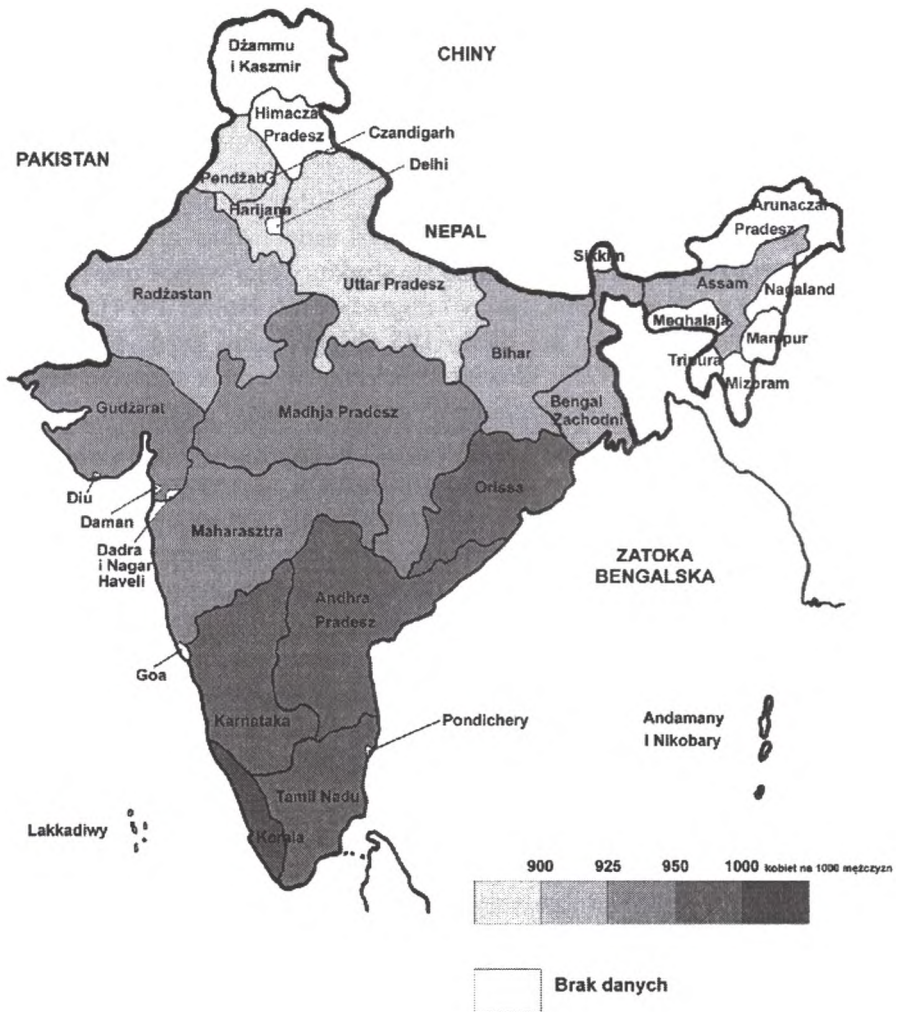 Dżammu
i Kaszmir
CHINY
Himaczal
Pradesz
Czandigarh
PAKISTAN
Delhi
Pendżab
Harijana
Arunaczal
Pradesz
NEPAL
Sikkim
Uttar Pradesz
Assam
Radżastan
Nagaland
Meghalaja
Manipur
Bihar
Tripura
Mizoram
Gudżarat
Madhja Pradesz
Bengal
Zachodni
Diu
Orissa
Daman
Maharasztra
Dadra
i Nagar
Haveli
ZATOKA
BENGALSKA
Andhra
Pradesz
Goa
Karnataka
Pondichery
Andamany
I Nikobary
Tamil Nadu
Lakkadiwy
Kerala
900 925 950 1000 kobiet na 1000 mężczyzn
Brak danych